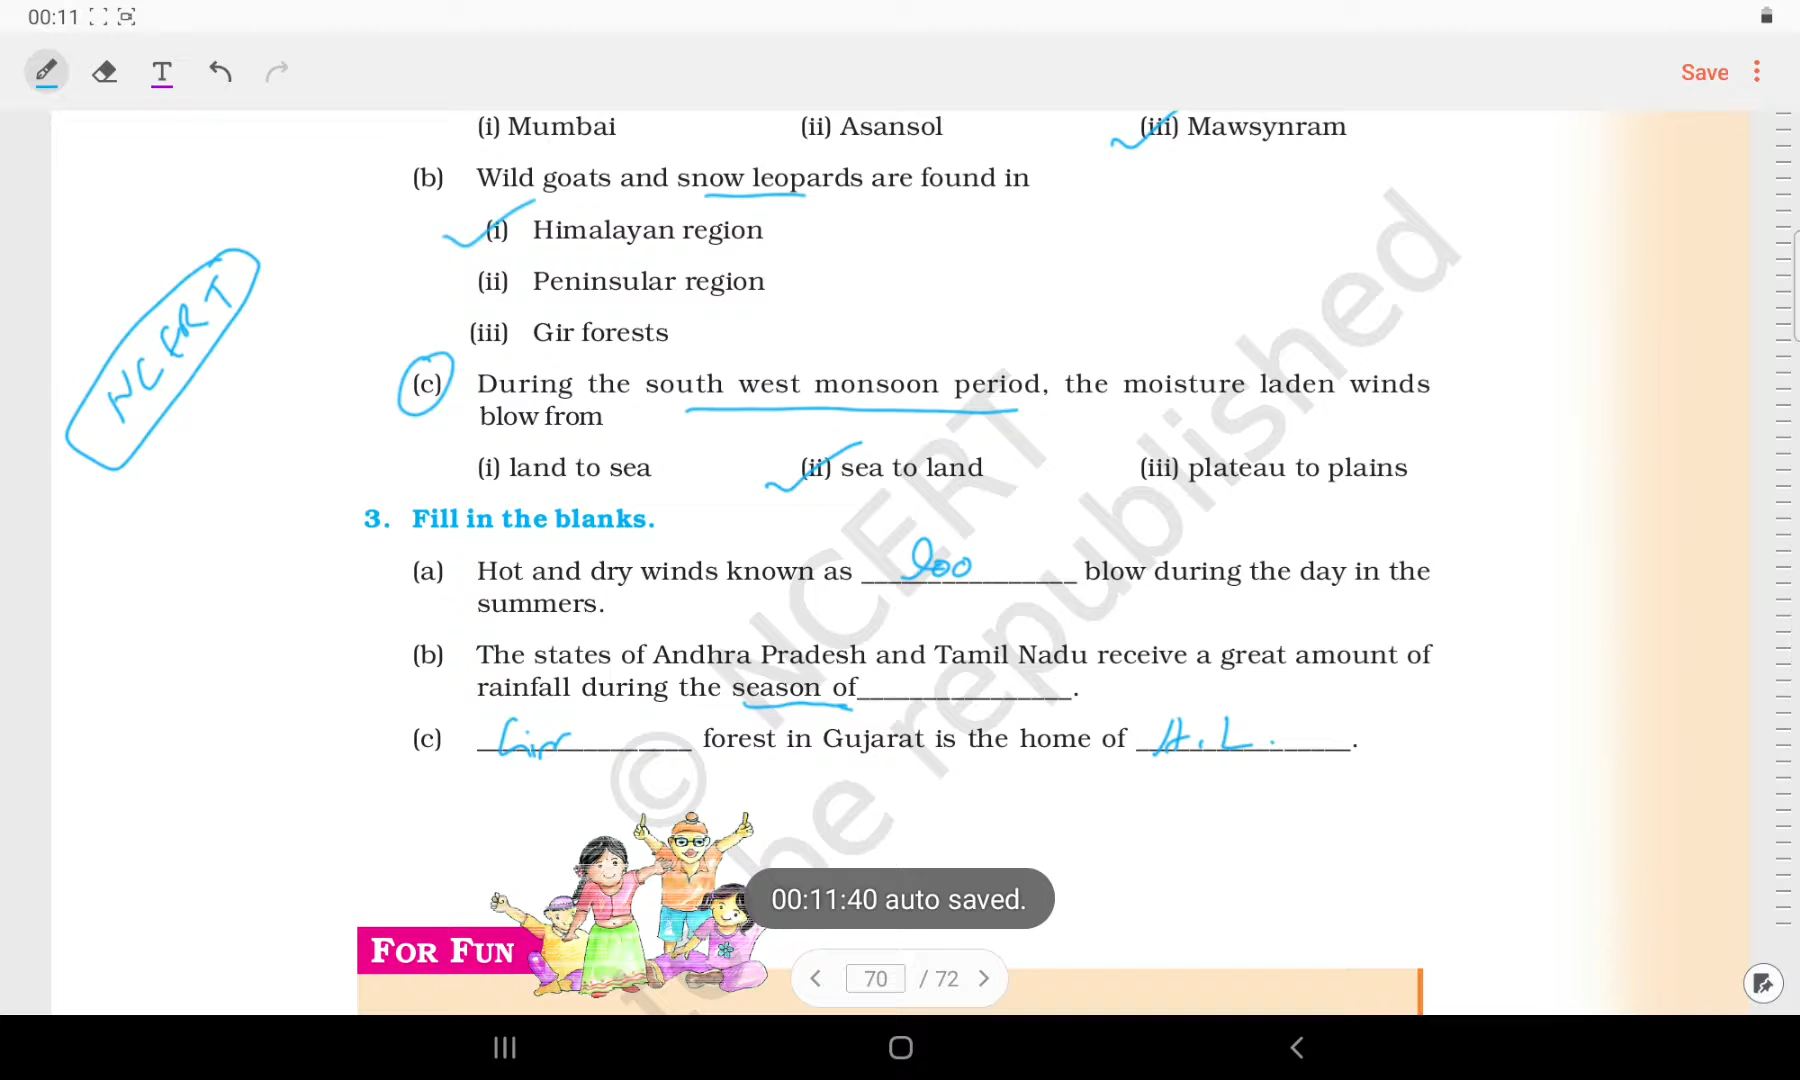 00:11
T
Save
(i) Mumbai (ii) Asansol (iii) Mawsynram
(b) Wild goats and snow leopards are found in
(i) Himalayan region
(ii) Peninsular region
(iii) Gir forests
NCERT
(c) During the south west monsoon period, the moisture laden winds
blow from
(i) land to sea (ii) sea to land (iii) plateau to plains
3. Fill in the blanks.
(a) Hot and dry winds known as loo blow during the day in the
summers.
(b) The states of Andhra Pradesh and Tamil Nadu receive a great amount of
rainfall during the season of________________.
(c) Gir forest in Gujarat is the home of A.L.
© NCERT
be republished
00:11:40 auto saved.
FOR FUN
70 / 72